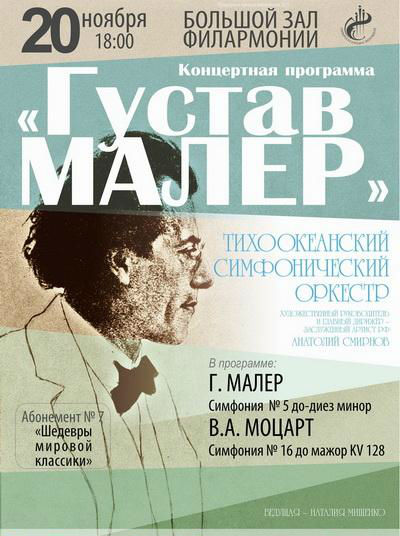 20 ноября
18:00
БОЛЬШОЙ ЗАЛ
ФИЛАРМОНИИ
Концертная программа
«Густав
МАЛЕР»
ТИХООКЕАНСКИЙ
СИМФОНИЧЕСКИЙ
ОРКЕСТР
ХУДОЖЕСТВЕННЫЙ РУКОВОДИТЕЛЬ
И ГЛАВНЫЙ ДИРИЖЁР –
ЗАСЛУЖЕННЫЙ АРТИСТ РФ
АНАТОЛИЙ СМИРНОВ
В программе:
Г. МАЛЕР
Симфония № 5 до-диез минор
В.А. МОЦАРТ
Симфония № 16 до мажор KV 128
Абонемент № 7
«Шедевры
мировой
классики»
ВЕДУЩАЯ – НАТАЛИЯ МИЩЕНКО